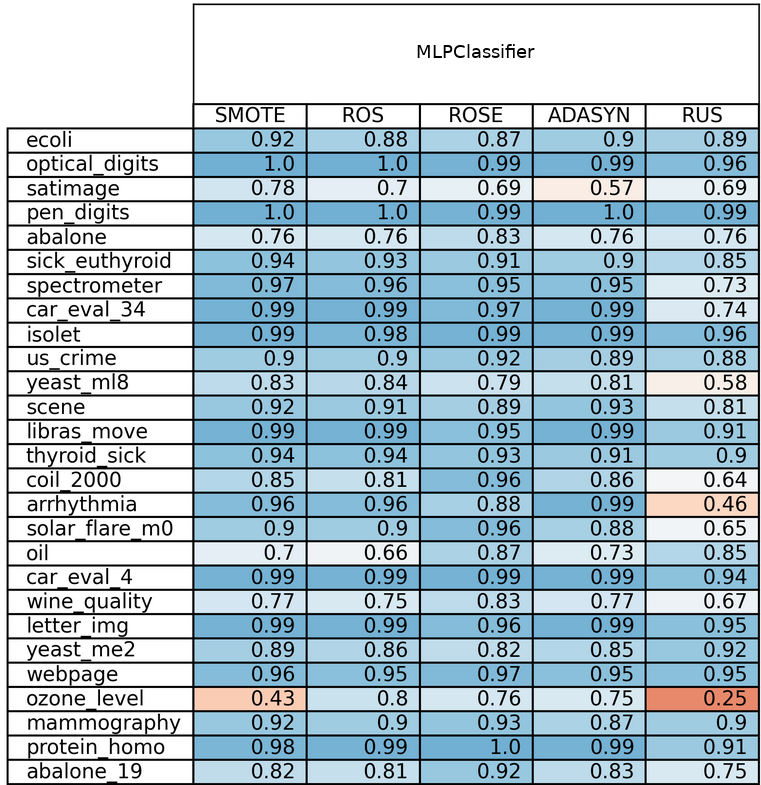 MLPClassifier
SMOTE ROS ROSE ADASYN RUS
ecoli 0.92 0.88 0.87 0.9 0.89
optical_digits 1.0 1.0 0.99 0.99 0.96
satimage 0.78 0.7 0.69 0.57 0.69
pen_digits 1.0 1.0 0.99 1.0 0.99
abalone 0.76 0.76 0.83 0.76 0.76
sick_euthyroid 0.94 0.93 0.91 0.9 0.85
spectrometer 0.97 0.96 0.95 0.95 0.73
car_eval_34 0.99 0.99 0.97 0.99 0.74
isolet 0.99 0.98 0.99 0.99 0.96
us_crime 0.9 0.9 0.92 0.89 0.88
yeast_ml8 0.83 0.84 0.79 0.81 0.58
scene 0.92 0.91 0.89 0.93 0.81
libras_move 0.99 0.99 0.95 0.99 0.91
thyroid_sick 0.94 0.94 0.93 0.91 0.9
coil_2000 0.85 0.81 0.96 0.86 0.64
arrhythmia 0.96 0.96 0.88 0.99 0.46
solar_flare_m0 0.9 0.9 0.96 0.88 0.65
oil 0.7 0.66 0.87 0.73 0.85
car_eval_4 0.99 0.99 0.99 0.99 0.94
wine_quality 0.77 0.75 0.83 0.77 0.67
letter_img 0.99 0.99 0.96 0.99 0.95
yeast_me2 0.89 0.86 0.82 0.85 0.92
webpage 0.96 0.95 0.97 0.95 0.95
ozone_level 0.43 0.8 0.76 0.75 0.25
mammography 0.92 0.9 0.93 0.87 0.9
protein_homo 0.98 0.99 1.0 0.99 0.91
abalone_19 0.82 0.81 0.92 0.83 0.75